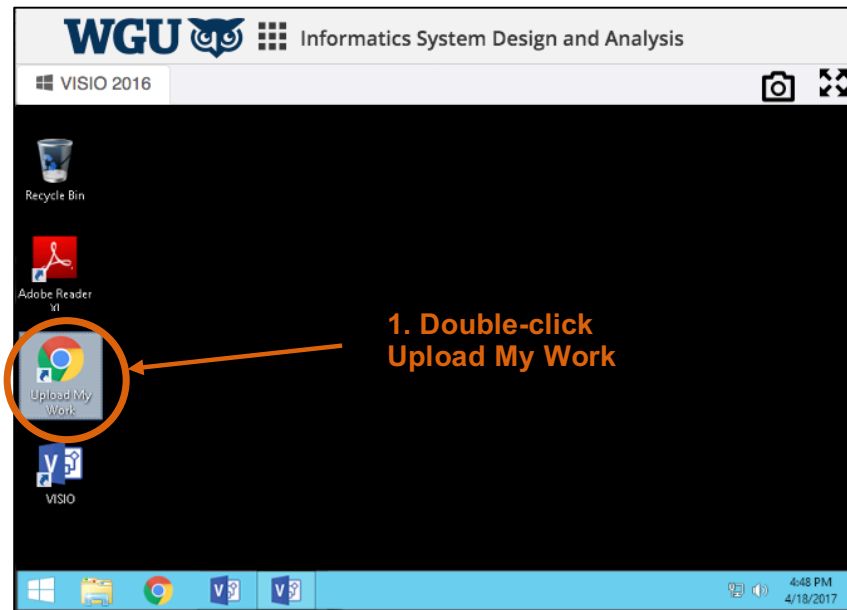 WGU Informatics System Design and Analysis
VISIO 2016
Recycle Bin
Adobe Reader
XI
1. Double-click
Upload My Work
Upload My
Work
VISIO
4:48 PM
4/18/2017